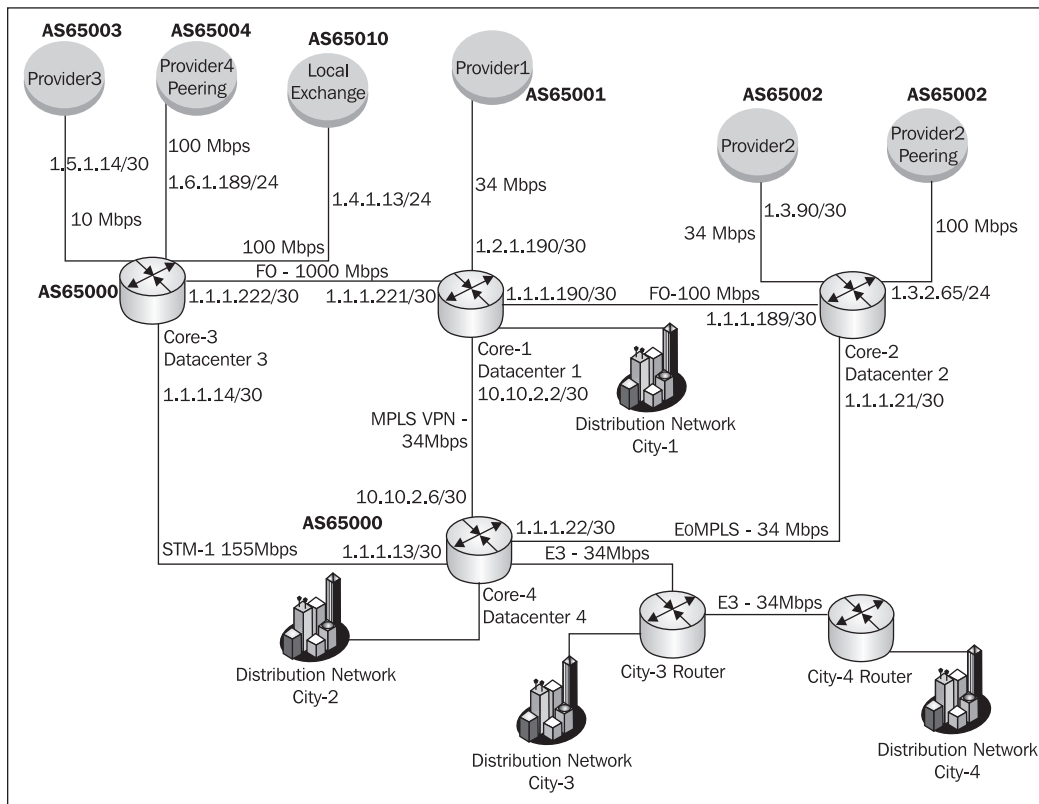 AS65003
AS65004
AS65010
Provider3
Provider4
Peering
Local
Exchange
Provider1
AS65001
AS65002
AS65002
Provider2
Provider2
Peering
1.5.1.14/30
100 Mbps
1.6.1.189/24
1.4.1.13/24
34 Mbps
1.3.90/30
34 Mbps
100 Mbps
10 Mbps
100 Mbps
1.2.1.190/30
FO - 1000 Mbps
AS65000
1.1.1.222/30
1.1.1.221/30
1.1.1.190/30
FO-100 Mbps
1.3.2.65/24
1.1.1.189/30
Core-3
Datacenter 3
1.1.1.14/30
Core-1
Datacenter 1
10.10.2.2/30
Core-2
Datacenter 2
1.1.1.21/30
MPLS VPN -
34Mbps
Distribution Network
City-1
10.10.2.6/30
AS65000
1.1.1.22/30
E0MPLS - 34 Mbps
STM-1 155Mbps
1.1.1.13/30
E3 - 34Mbps
Core-4
Datacenter 4
E3 - 34Mbps
Distribution Network
City-2
City-3 Router
City-4 Router
Distribution Network
City-3
Distribution Network
City-4